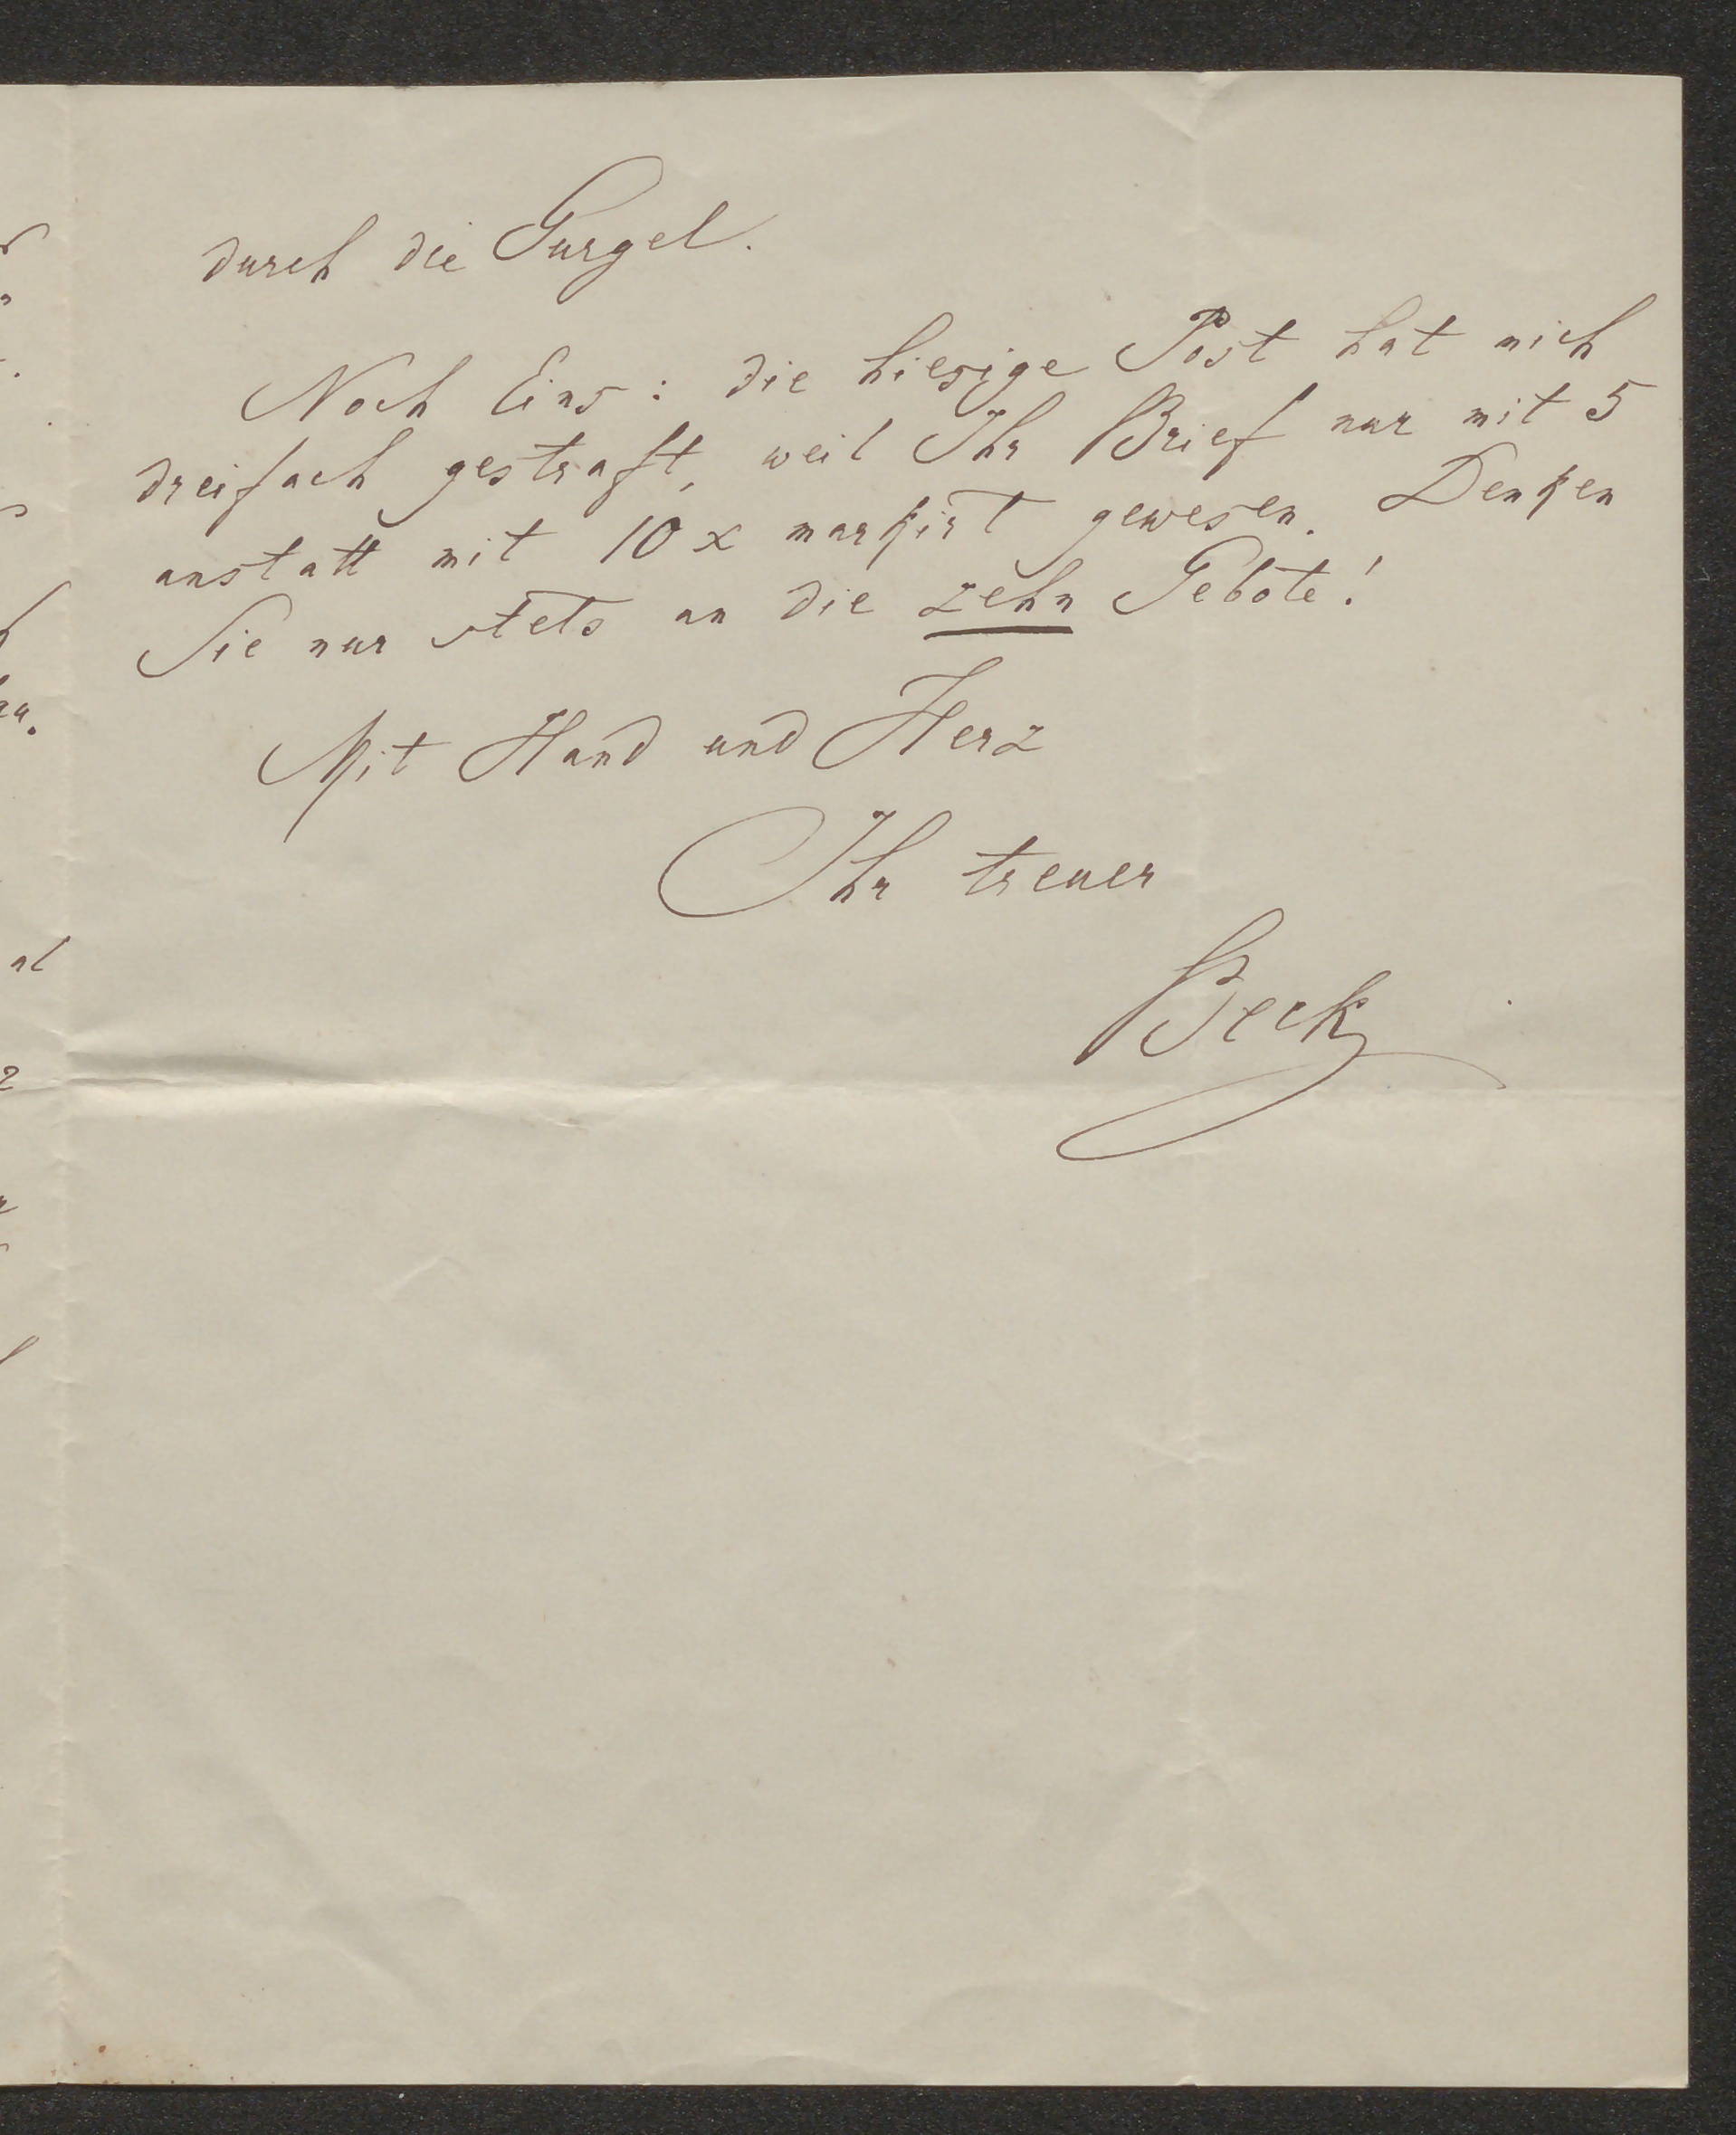 durch die Gurgel.
Noch Eins: die hiesige Post hat mich
dreifach gestraft, weil Ihr Brief nur mit 5
anstatt mit 10 x markirt gewesen. Denken
Sie nur stets an die zehn Gebote!
Mit Hand und Herz
Ihr treuer
Beck